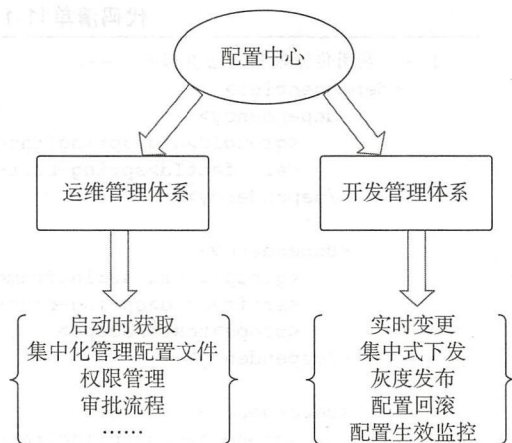 配置中心
运维管理体系
开发管理体系
启动时获取
集中化管理配置文件
权限管理
审批流程
……
实时变更
集中式下发
灰度发布
配置回滚
配置生效监控